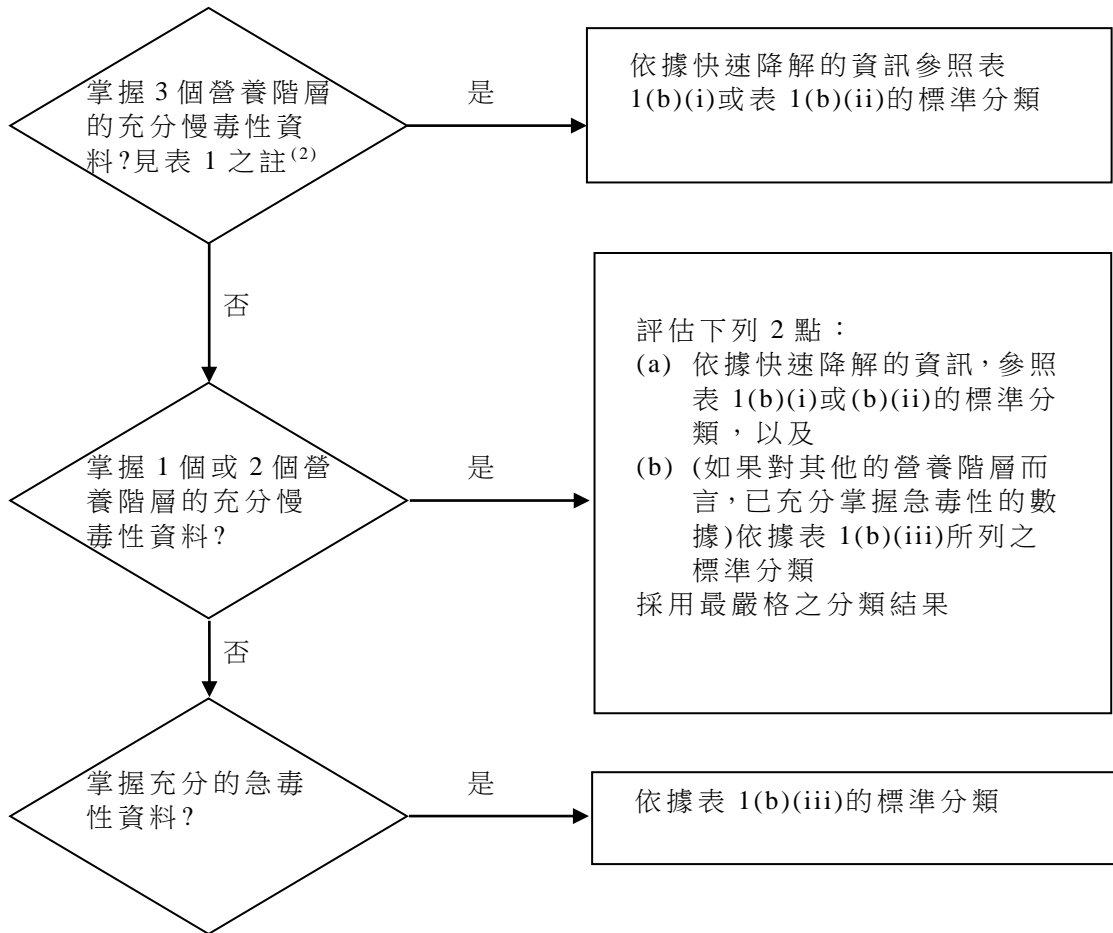 掌握 3 個營養階層
的充分慢毒性資
料?見表 1 之註(2)
是
依據快速降解的資訊參照表
1(b)(i)或表 1(b)(ii)的標準分類
否
掌握 1 個或 2 個營
養階層的充分慢
毒性資料?
是
評估下列 2 點：
(a) 依據快速降解的資訊，參照
表 1(b)(i)或(b)(ii)的標準分
類，以及
(b) (如果對其他的營養階層而
言，已充分掌握急毒性的數
據)依據表 1(b)(iii)所列之
標準分類
採用最嚴格之分類結果
否
掌握充分的急毒
性資料?
是
依據表 1(b)(iii)的標準分類